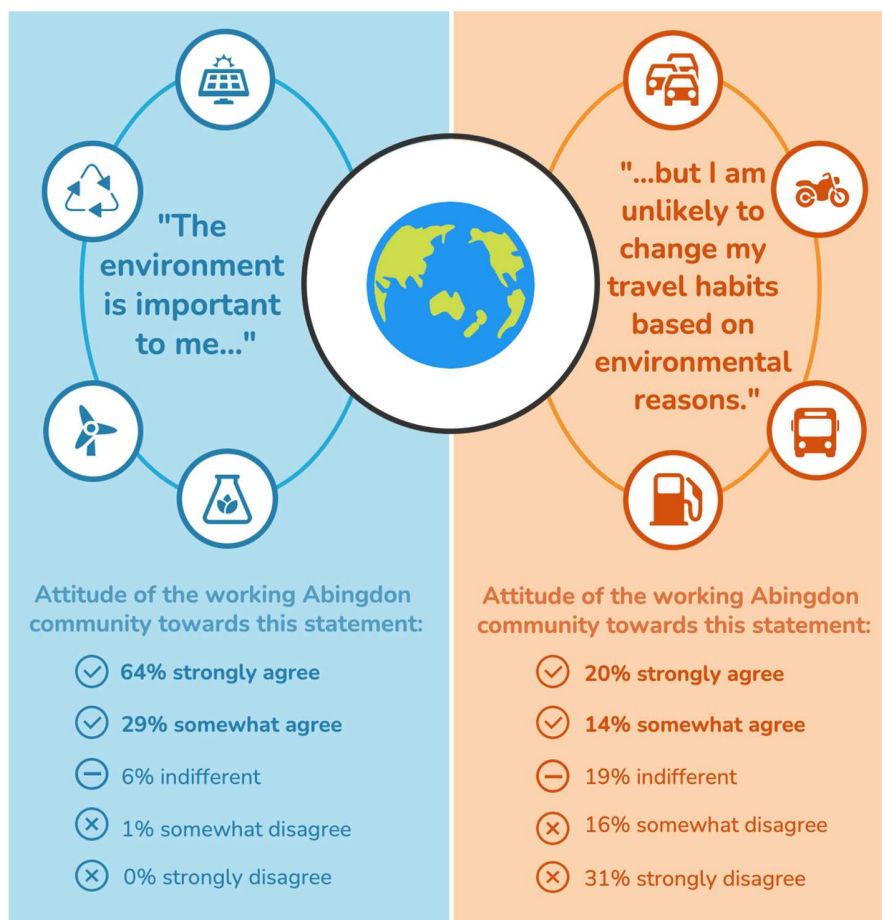 "The
environment
is important
to me..."
"...but I am
unlikely to
change my
travel habits
based on
environmental
reasons."
Attitude of the working Abingdon
community towards this statement:
64% strongly agree
29% somewhat agree
6% indifferent
1% somewhat disagree
0% strongly disagree
Attitude of the working Abingdon
community towards this statement:
20% strongly agree
14% somewhat agree
19% indifferent
16% somewhat disagree
31% strongly disagree